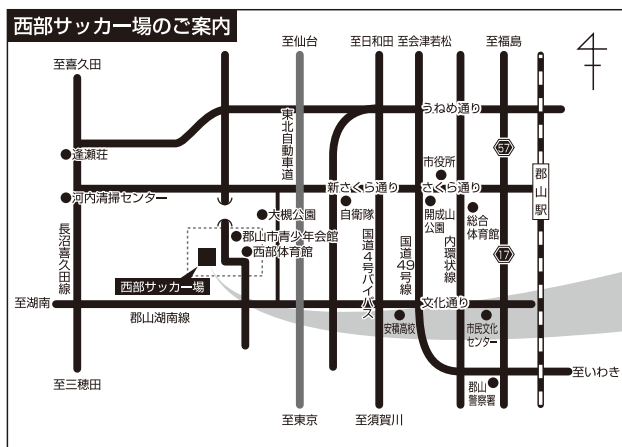 西部サッカー場のご案内
至喜久田
至仙台
至日和田
至会津若松
至福島
うねめ通り
東北自動車道
逢瀬荘
市役所
57
郡山駅
新さくら通り
さくら通り
河内清掃センター
自衛隊
開成山
公園
総合
体育館
大槻公園
長沼喜久田線
郡山市青少年会館
西部体育館
国道4号バイパス
国道49号線
内環状線
17
西部サッカー場
至湖南
文化通り
郡山湖南線
安積高校
市民文化
センター
至三穂田
郡山
警察署
至いわき
至東京
至須賀川